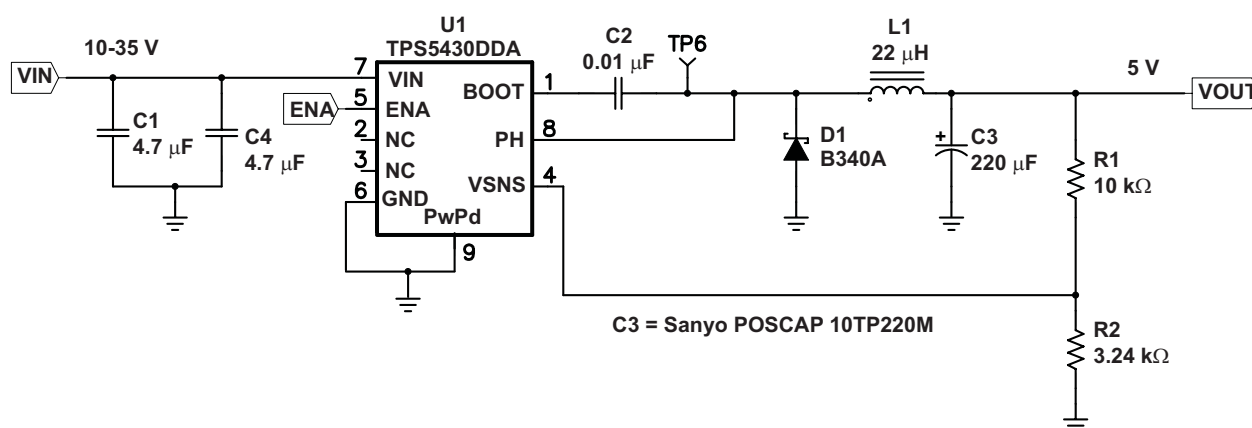 U1
TPS5430DDA
10-35 V
VIN
C1
4.7 μF
C4
4.7 μF
ENA
7
5
2
3
6
VIN
ENA
NC
NC
GND
BOOT
PH
VSNS
PwPd
1
8
4
9
C2
0.01 μF
TP6
D1
B340A
L1
22 μH
+
C3
220 μF
5 V
VOUT
R1
10 kΩ
R2
3.24 kΩ
C3 = Sanyo POSCAP 10TP220M